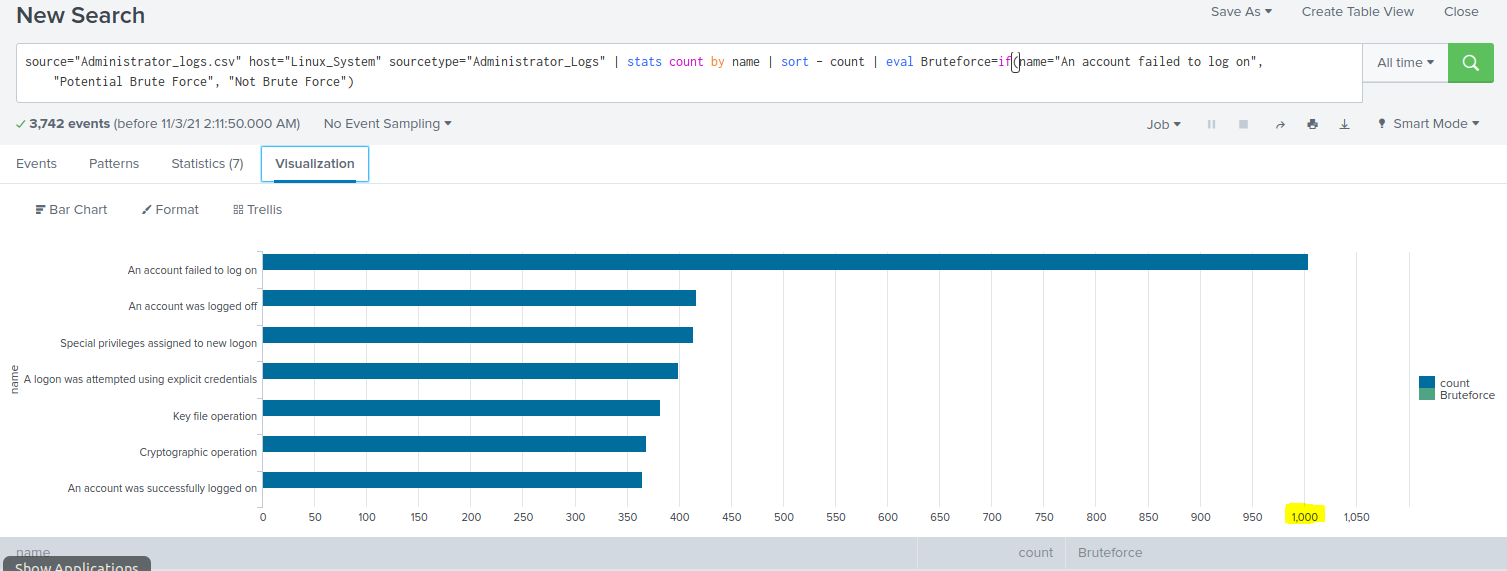 New Search
Save As Create Table View Close
source="Administrator_logs.csv" host="Linux_System" sourcetype="Administrator_Logs" | stats count by name | sort - count | eval Bruteforce=if(name="An account failed to log on",
"Potential Brute Force", "Not Brute Force")
All time
3,742 events (before 11/3/21 2:11:50.000 AM) No Event Sampling
Job Smart Mode
Events Patterns Statistics (7) Visualization
Bar Chart Format Trellis
An account failed to log on
An account was logged off
Special privileges assigned to new logon
A logon was attempted using explicit credentials
Key file operation
Cryptographic operation
An account was successfully logged on
name
count
Bruteforce
0 50 100 150 200 250 300 350 400 450 500 550 600 650 700 750 800 850 900 950 1,000 1,050
name count Bruteforce
Show Applications